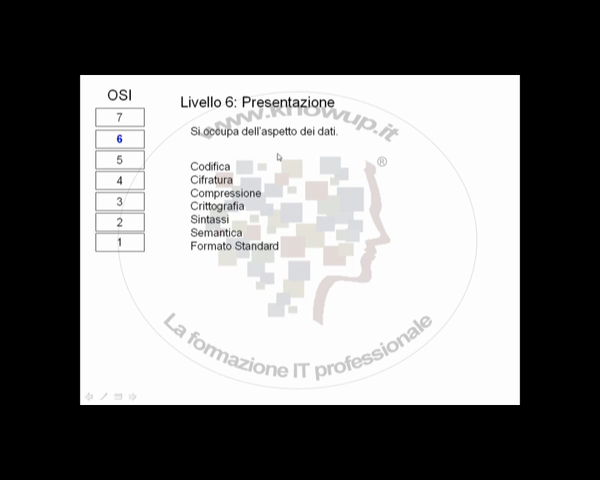 OSI
7
6
5
4
3
2
1
Livello 6: Presentazione
Si occupa dell'aspetto dei dati.
Codifica
Cifratura
Compressione
Crittografia
Sintassi
Semantica
Formato Standard
www.knowup.it
®
La formazione IT professionale